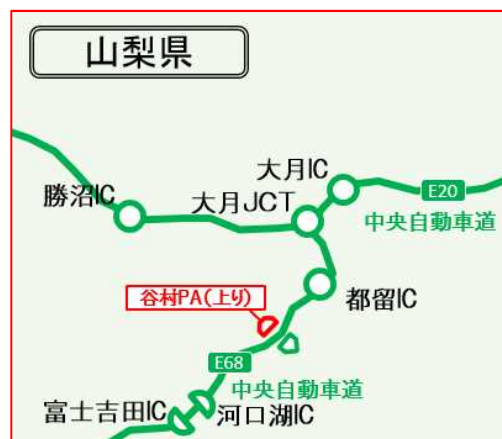 山梨県
大月IC
E20
勝沼IC
大月JCT
中央自動車道
谷村PA(上り)
都留IC
E68
中央自動車道
富士吉田IC
河口湖IC